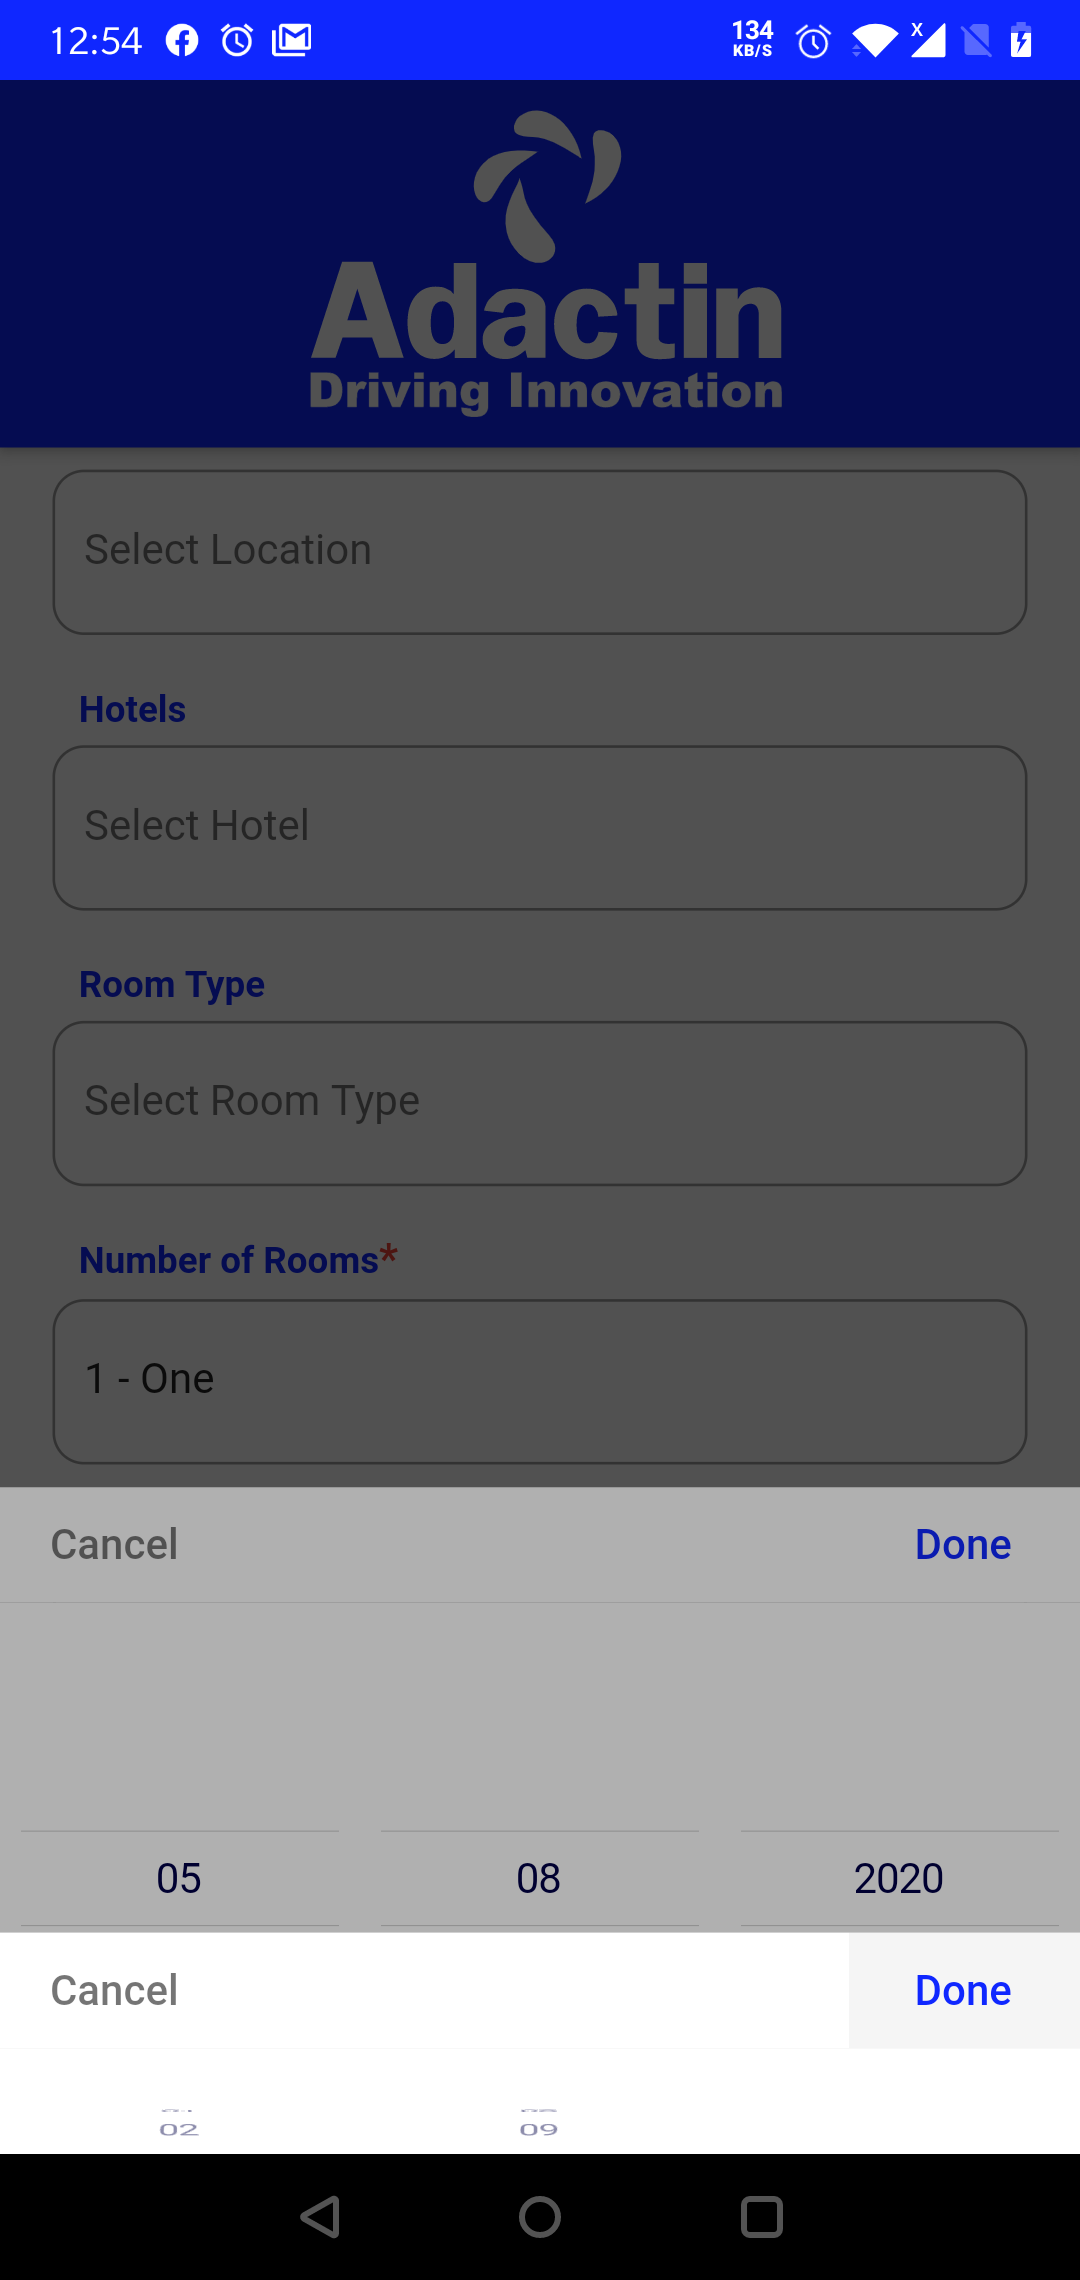 12:54
134
KB/S
X
Adactin
Driving Innovation
Select Location
Hotels
Select Hotel
Room Type
Select Room Type
Number of Rooms*
1 - One
Cancel Done
05 08 2020
Cancel Done
02 09